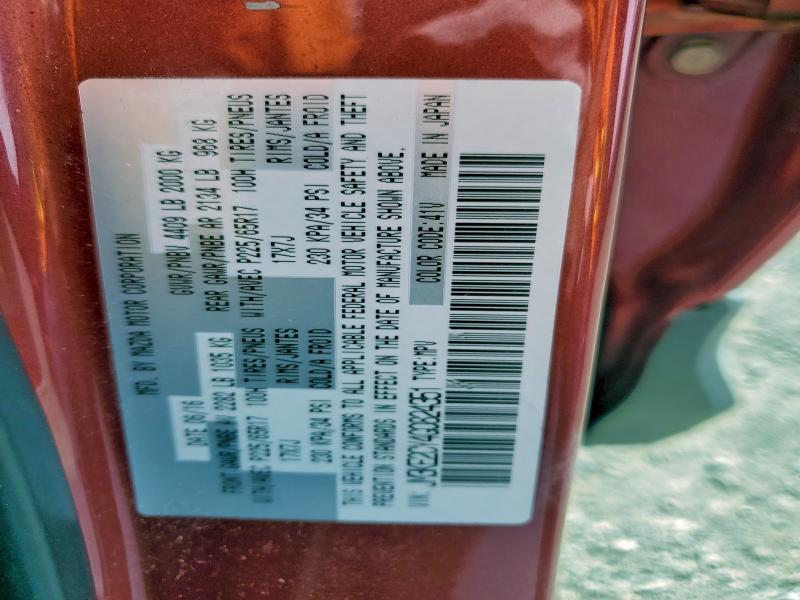 MFD. BY MAZDA MOTOR CORPORATION
DATE 06/16 GVWR/PNBV 4409 LB 2000 KG
FRONT GAWR/PNBE AV 2282 LB 1035 KG REAR GAWR/PNBE AR 2134 LB 968 KG
WITH/AVEC P225/65R17 100H TIRES/PNEUS WITH/AVEC P225/65R17 100H TIRES/PNEUS
17X7J RIMS/JANTES 17X7J RIMS/JANTES
230 KPA/34 PSI COLD/A FROID 230 KPA/34 PSI COLD/A FROID
THIS VEHICLE CONFORMS TO ALL APPLICABLE FEDERAL MOTOR VEHICLE SAFETY AND THEFT
PREVENTION STANDARDS IN EFFECT ON THE DATE OF MANUFACTURE SHOWN ABOVE.
VIN: TYPE:MPV COLOR CODE:41V MADE IN JAPAN